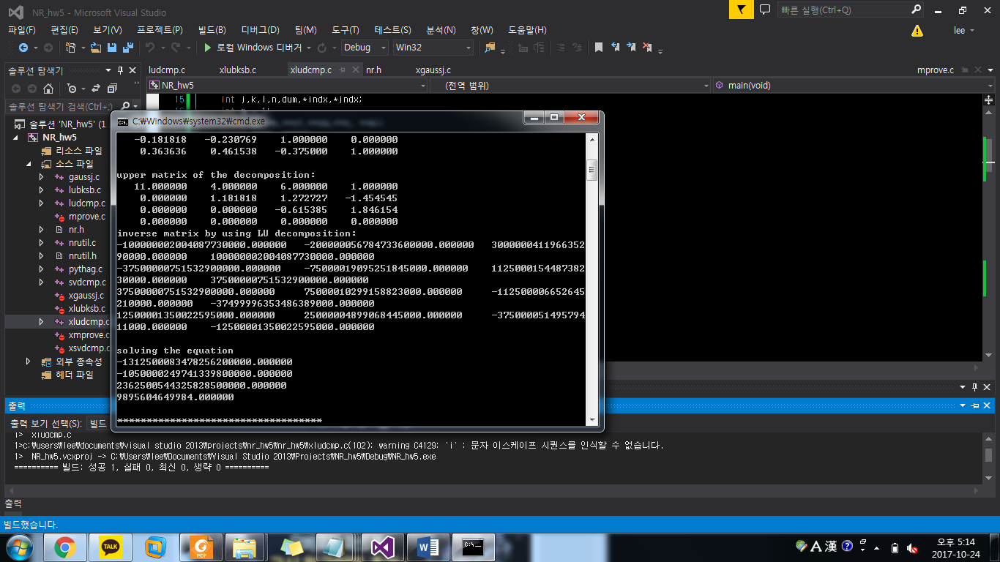 NR_hw5 - Microsoft Visual Studio
빠른 실행(Ctrl+Q)
파일(F) 편집(E) 보기(V) 프로젝트(P) 빌드(B) 디버그(D) 팀(M) 도구(T) 테스트(S) 분석(N) 창(W) 도움말(H)
lee
로컬 Windows 디버거 Debug Win32
솔루션 탐색기
ludcmp.c xlubksb.c xludcmp.c nr.h xgaussj.c mprove.c
NR_hw5 (전역 범위) main(void)
15 int j,k,l,n,dum,*indx,*jndx;
솔루션 탐색기 검색(Ctrl+;)
솔루션 'NR_hw5' (1
NR_hw5
리소스 파일
소스 파일
gaussj.c
lubksb.c
ludcmp.c
mprove.c
nr.h
nrutil.c
nrutil.h
pythag.c
svdcmp.c
xgaussj.c
xlubksb.c
xludcmp.c
xmprove.c
xsvdcmp.c
외부 종속성
헤더 파일
C:\Windows\system32\cmd.exe
-0.181818 -0.230769 1.000000 0.000000
0.363636 0.461538 -0.375000 1.000000
upper matrix of the decomposition:
11.000000 4.000000 6.000000 1.000000
0.000000 1.181818 1.272727 -1.454545
0.000000 0.000000 -0.615385 1.846154
0.000000 0.000000 0.000000 0.000000
inverse matrix by using LU decomposition:
-100000002004087730000.000000 -20000005678473360 0000.000000 3000000411966352
90000.000000 100000002004087730000.000000
-37500000751532900000.000000 -75000019095251845000.000000 1125000154487382
30000.000000 37500000751532900000.000000
37500000751532900000.000000 75000010299158823000.000000 -112500006652645
210000.000000 -37499996353486389000.000000
12500001350022595000.000000 25000004899068445000.000000 -375000051495794
11000.000000 -12500001350022595000.000000
solving the equation
-1312500083478256200000.000000
-1050000249741339800000.000000
2362500544325828500000.000000
9895604649984.000000
***********************************
출력
출력 보기 선택(S): 빌드
1> xludcmp.c
1>c:\users\lee\documents\visual studio 2013\projects\nr_hw5\nr_hw5\xludcmp.c(102): warning C4129: 'i' : 문자 이스케이프 시퀀스를 인식할 수 없습니다.
1> NR_hw5.vcxproj -> C:\Users\lee\Documents\Visual Studio 2013\Projects\NR_hw5\Debug\NR_hw5.exe
========== 빌드: 성공 1, 실패 0, 최신 0, 생략 0 ==========
출력
빌드했습니다.
TALK
PDF
A 漢
오후 5:14
2017-10-24